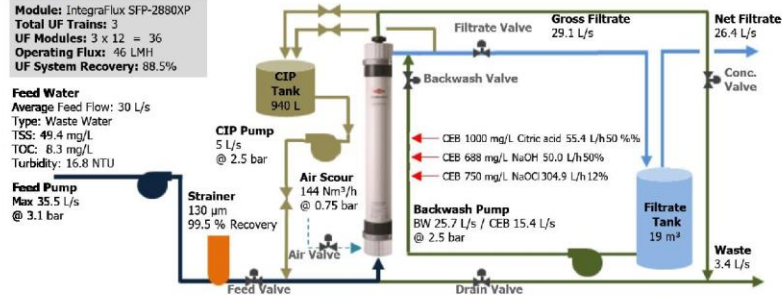 Module: IntegraFlux SFP-2880XP
Total UF Trains: 3
UF Modules: 3 x 12 = 36
Operating Flux: 46 LMH
UF System Recovery: 88.5%
Feed Water
Average Feed Flow: 30 L/s
Type: Waste Water
TSS: 49.4 mg/L
TOC: 8.3 mg/L
Turbidity: 16.8 NTU
Feed Pump
Max 35.5 L/s
@ 3.1 bar
Strainer
130 µm
99.5 % Recovery
CIP
Tank
940 L
CIP Pump
5 L/s
@ 2.5 bar
Air Scour
144 Nm³/h
@ 0.75 bar
Air Valve
Feed Valve
Filtrate Valve
Backwash Valve
Gross Filtrate
29.1 L/s
Net Filtrate
26.4 L/s
Conc.
Valve
CEB 1000 mg/L Citric acid 55.4 L/h50 %%
CEB 688 mg/L NaOH 50.0 L/h50%
CEB 750 mg/L NaOCl304.9 L/h12%
Backwash Pump
BW 25.7 L/s / CEB 15.4 L/s
@ 2.5 bar
Filtrate
Tank
19 m³
Drain Valve
Waste
3.4 L/s